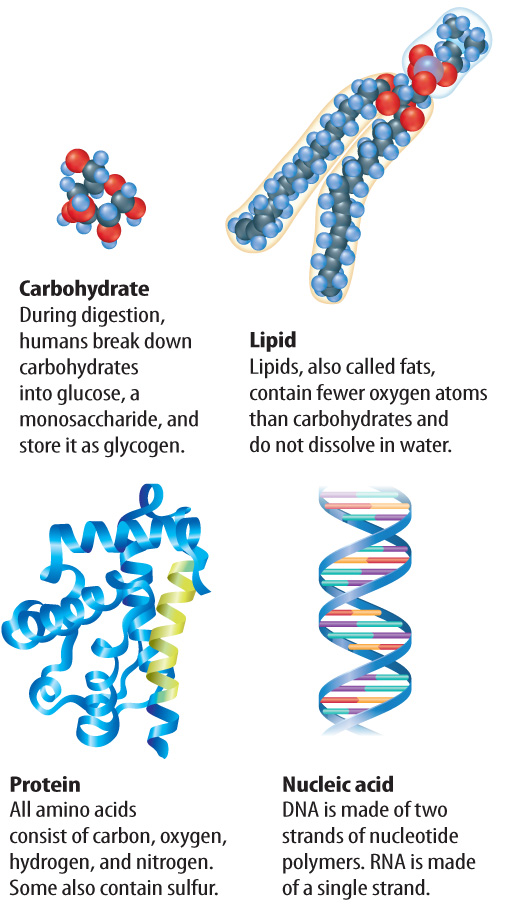 Carbohydrate
During digestion,
humans break down
carbohydrates
into glucose, a
monosaccharide, and
store it as glycogen.
Lipid
Lipids, also called fats,
contain fewer oxygen atoms
than carbohydrates and
do not dissolve in water.
Protein
All amino acids
consist of carbon, oxygen,
hydrogen, and nitrogen.
Some also contain sulfur.
Nucleic acid
DNA is made of two
strands of nucleotide
polymers. RNA is made
of a single strand.